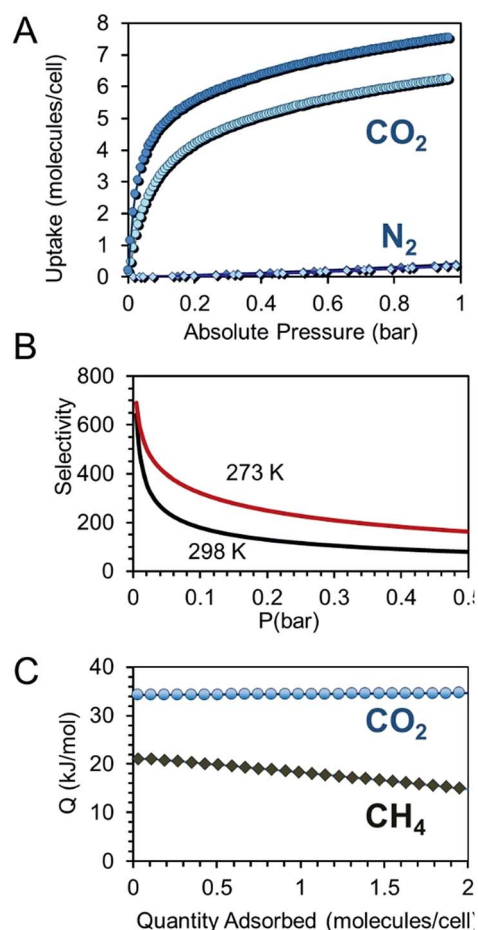 A
8
7
6
5
4
3
2
1
0
Uptake (molecules/cell)
CO2
N2
0 0.2 0.4 0.6 0.8 1
Absolute Pressure (bar)
B
800
600
400
200
0
Selectivity
273 K
298 K
0 0.1 0.2 0.3 0.4 0.
P(bar)
C
40
30
20
10
0
Q (kJ/mol)
CO2
CH4
0 0.5 1 1.5 2
Quantity Adsorbed (molecules/cell)